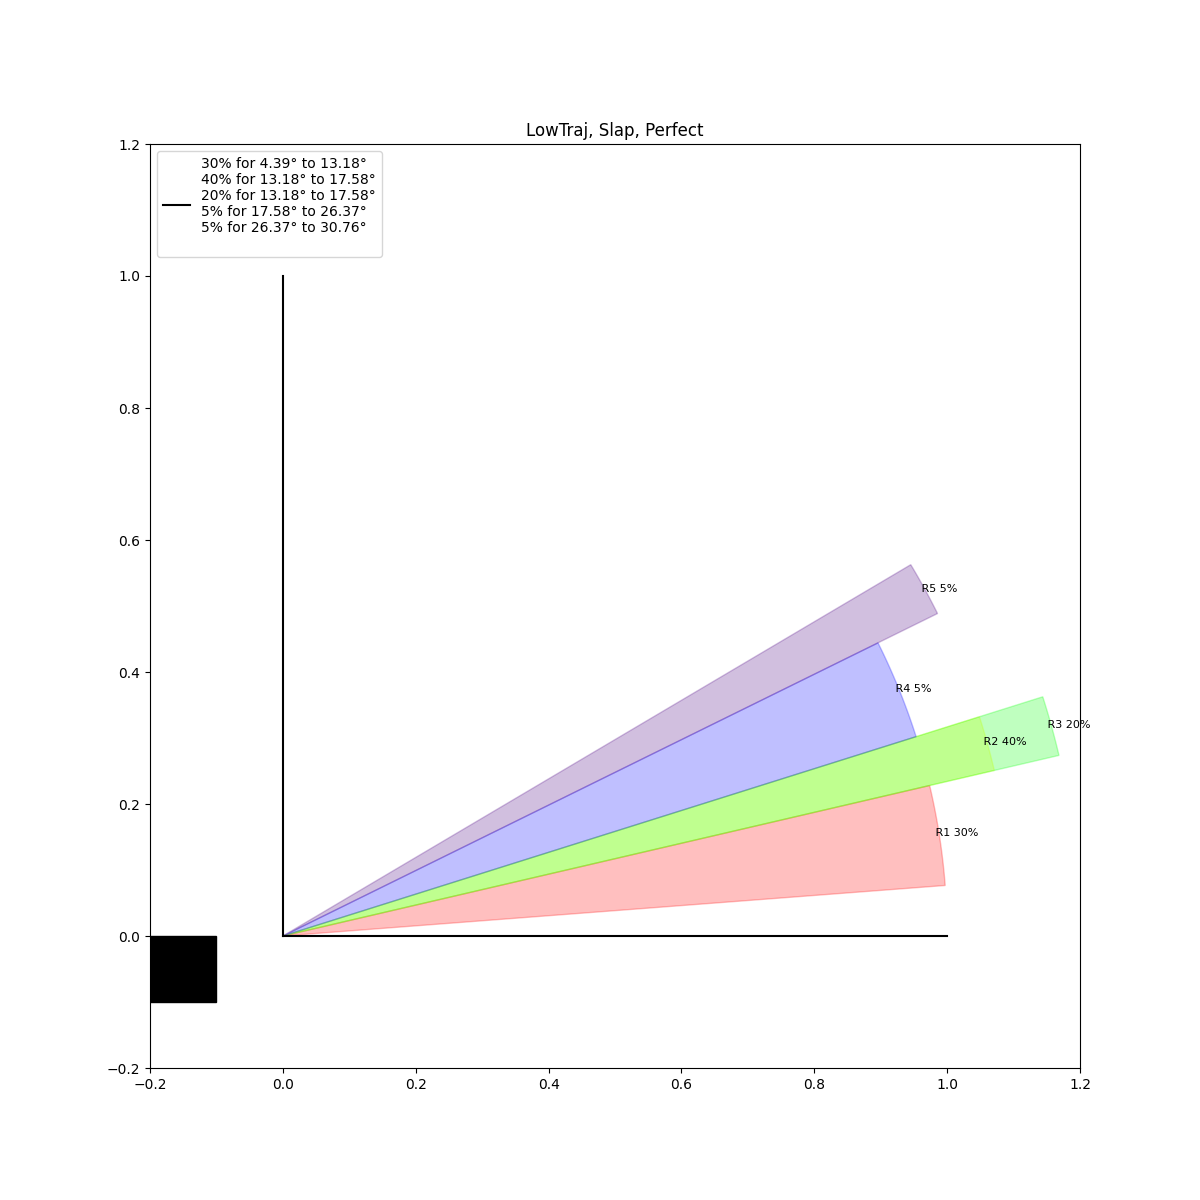 LowTraj, Slap, Perfect
1.2
30% for 4.39° to 13.18°
40% for 13.18° to 17.58°
20% for 13.18° to 17.58°
5% for 17.58° to 26.37°
5% for 26.37° to 30.76°
1.0
0.8
0.6
R5 5%
0.4
R4 5%
R3 20%
R2 40%
0.2
R1 30%
0.0
−0.2
−0.2 0.0 0.2 0.4 0.6 0.8 1.0 1.2